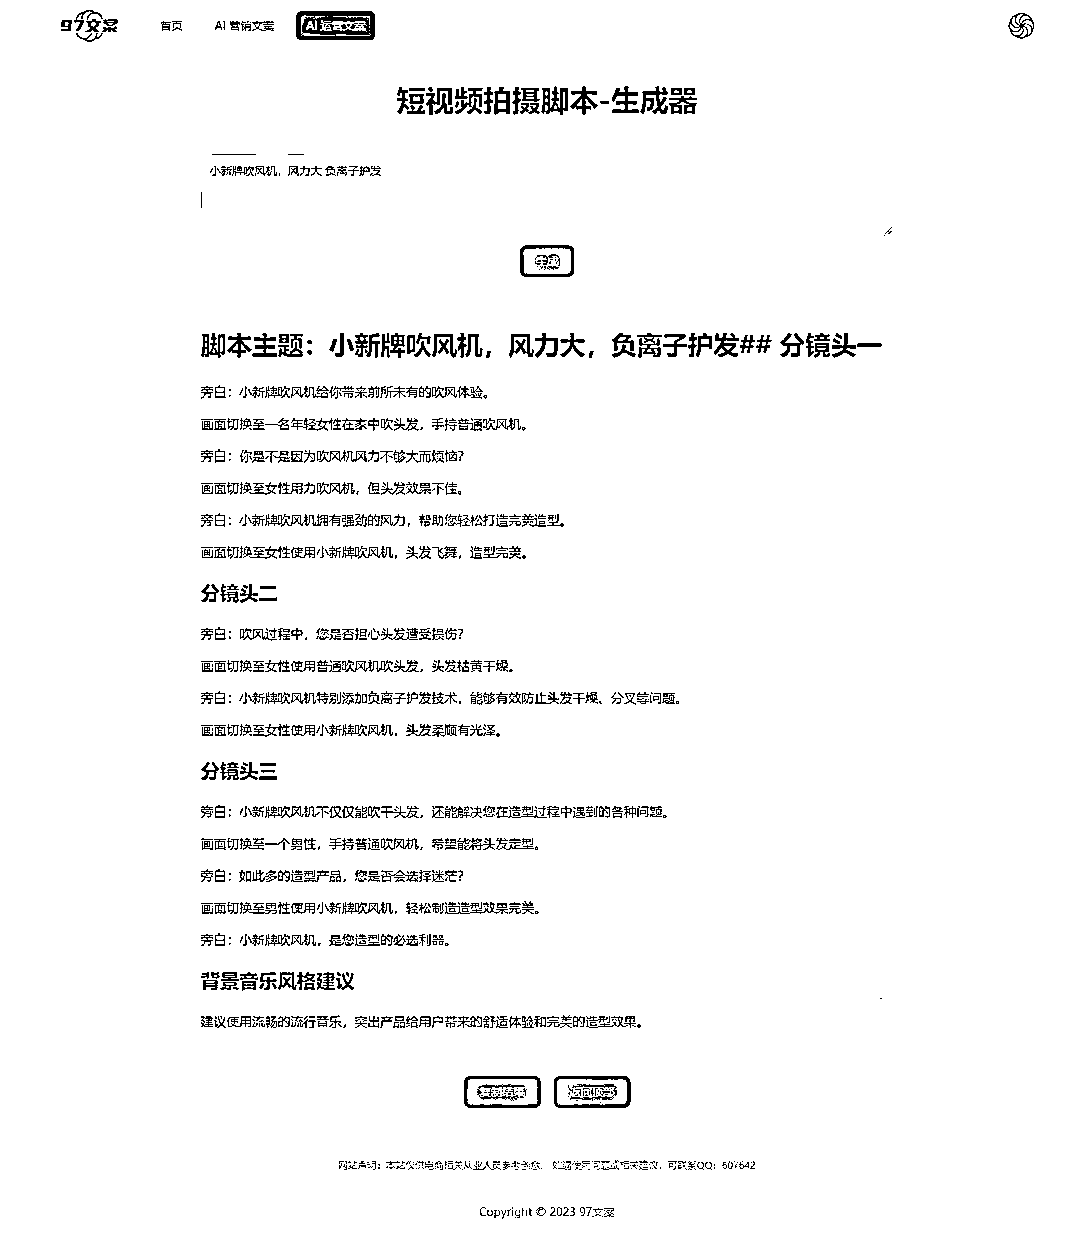 97文案
首页
AI 营销文案
AI 运营文案
短视频拍摄脚本-生成器
小新牌吹风机，风力大 负离子护发
生成
脚本主题：小新牌吹风机，风力大，负离子护发## 分镜头一
旁白：小新牌吹风机给你带来前所未有的吹风体验。
画面切换至一名年轻女性在家中吹头发，手持普通吹风机。
旁白：你是不是因为吹风机风力不够大而烦恼？
画面切换至女性用力吹风机，但头发效果不佳。
旁白：小新牌吹风机拥有强劲的风力，帮助您轻松打造完美造型。
画面切换至女性使用小新牌吹风机，头发飞舞，造型完美。
分镜头二
旁白：吹风过程中，您是否担心头发遭受损伤？
画面切换至女性使用普通吹风机吹头发，头发枯黄干燥。
旁白：小新牌吹风机特别添加负离子护发技术，能够有效防止头发干燥、分叉等问题。
画面切换至女性使用小新牌吹风机，头发柔顺有光泽。
分镜头三
旁白：小新牌吹风机不仅仅能吹干头发，还能解决您在造型过程中遇到的各种问题。
画面切换至一个男性，手持普通吹风机，希望能将头发定型。
旁白：如此多的造型产品，您是否会选择迷茫？
画面切换至男性使用小新牌吹风机，轻松制造造型效果完美。
旁白：小新牌吹风机，是您造型的必选利器。
背景音乐风格建议
建议使用流畅的流行音乐，突出产品给用户带来的舒适体验和完美的造型效果。
复制结果
返回顶部
网站声明：本站仅供电商相关从业人员参考创意，如遇使用问题或相关建议，可联系QQ：607642
Copyright © 2023 97文案